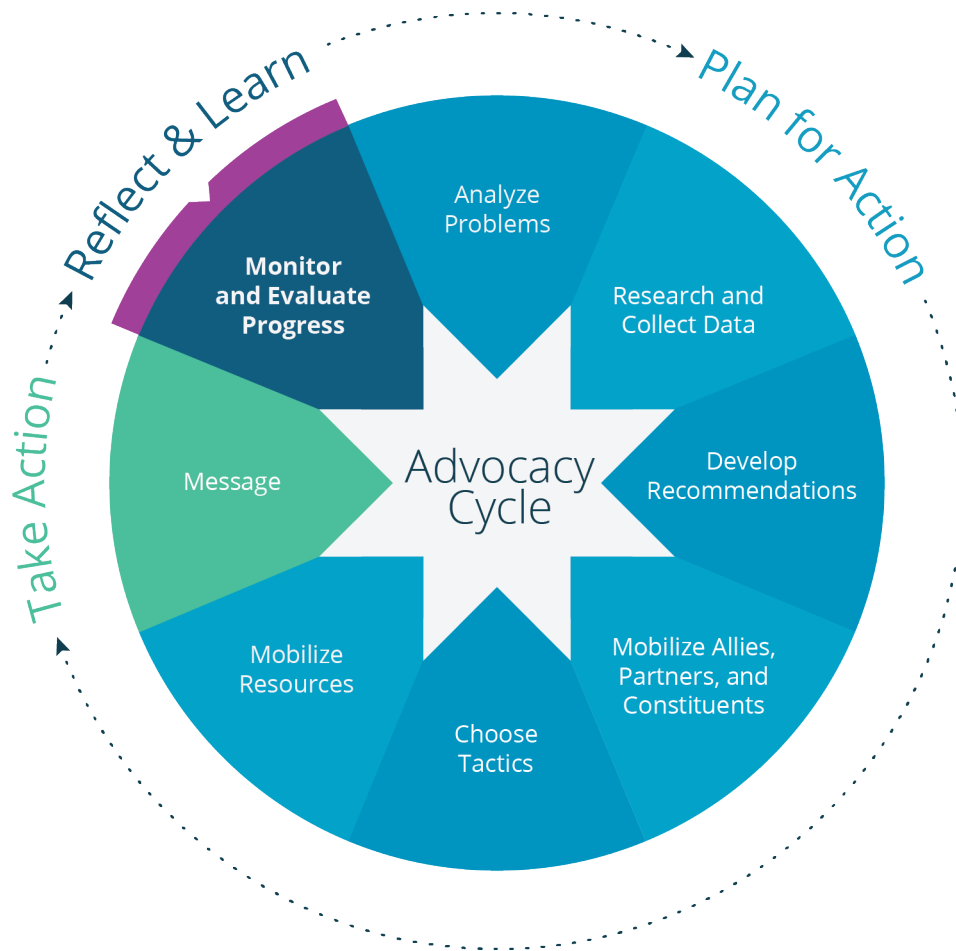 Reflect & Learn
Plan for Action
Take Action
Analyze
Problems
Research and
Collect Data
Develop
Recommendations
Mobilize Allies,
Partners, and
Constituents
Choose
Tactics
Mobilize
Resources
Message
Monitor
and Evaluate
Progress
Advocacy
Cycle